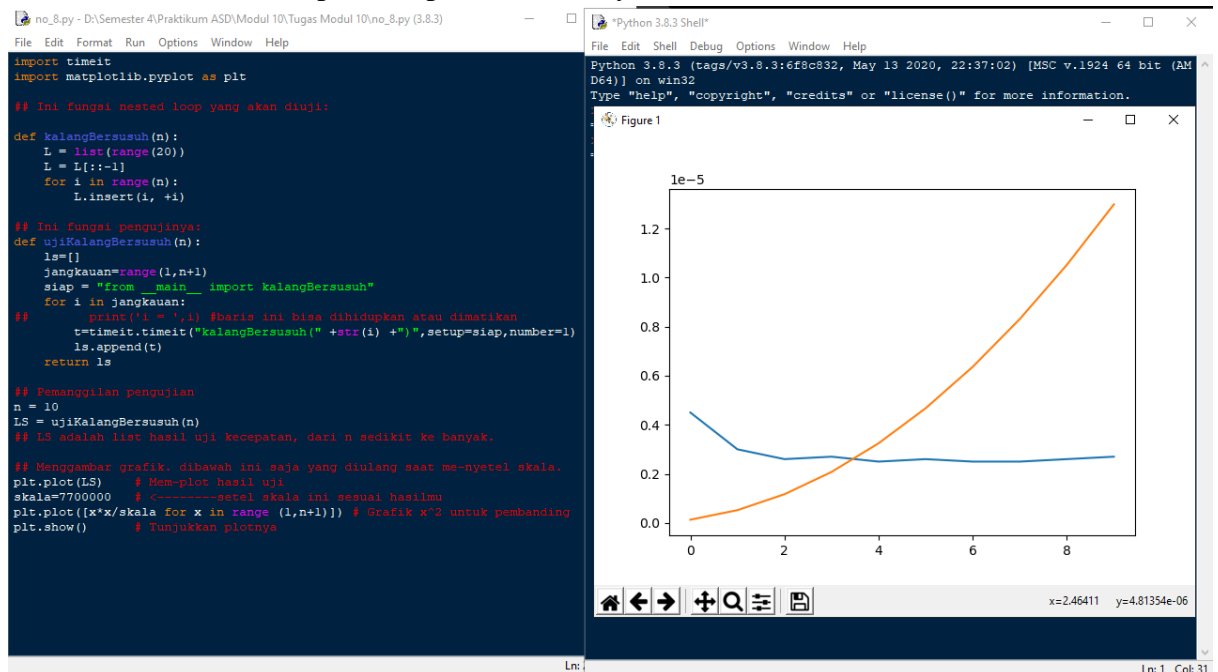 no_8.py - D:\Semester 4\Praktikum ASD\Modul 10\Tugas Modul 10\no_8.py (3.8.3)
File Edit Format Run Options Window Help
import timeit
import matplotlib.pyplot as plt
## Ini fungsi nested loop yang akan diuji:
def kalangBersusuh(n):
    L = list(range(20))
    L = L[::-1]
    for i in range(n):
        L.insert(i, +i)
## Ini fungsi pengujinya:
def ujiKalangBersusuh(n):
    ls=[]
    jangkauan=range(1,n+1)
    siap = "from __main__ import kalangBersusuh"
    for i in jangkauan:
##        print('i = ',i) #baris ini bisa dihidupkan atau dimatikan
        t=timeit.timeit("kalangBersusuh(" +str(i) +")",setup=siap,number=1)
        ls.append(t)
    return ls
## Pemanggilan pengujian
n = 10
LS = ujiKalangBersusuh(n)
## LS adalah list hasil uji kecepatan, dari n sedikit ke banyak.
## Menggambar grafik. dibawah ini saja yang diulang saat me-nyetel skala.
plt.plot(LS)    # Mem-plot hasil uji
skala=7700000   # <--------setel skala ini sesuai hasilmu
plt.plot([x*x/skala for x in range (1,n+1)]) # Grafik x^2 untuk pembanding
plt.show()      # Tunjukkan plotnya
Ln:
*Python 3.8.3 Shell*
File Edit Shell Debug Options Window Help
Python 3.8.3 (tags/v3.8.3:6f8c832, May 13 2020, 22:37:02) [MSC v.1924 64 bit (AM
D64)] on win32
Type "help", "copyright", "credits" or "license()" for more information.
Figure 1
1e−5
1.2
1.0
0.8
0.6
0.4
0.2
0.0
0 2 4 6 8
x=2.46411 y=4.81354e-06
Ln: 1 Col: 31